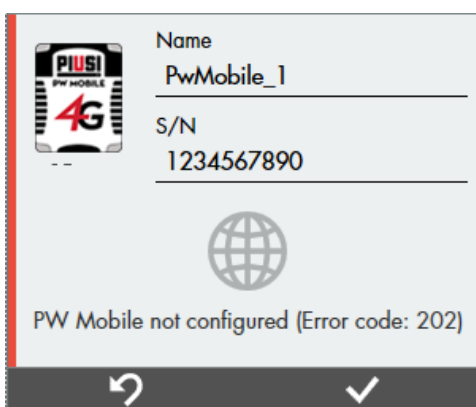 Name
PwMobile_1
S/N
1234567890
PIUSI
PW MOBILE
4G
--
PW Mobile not configured (Error code: 202)